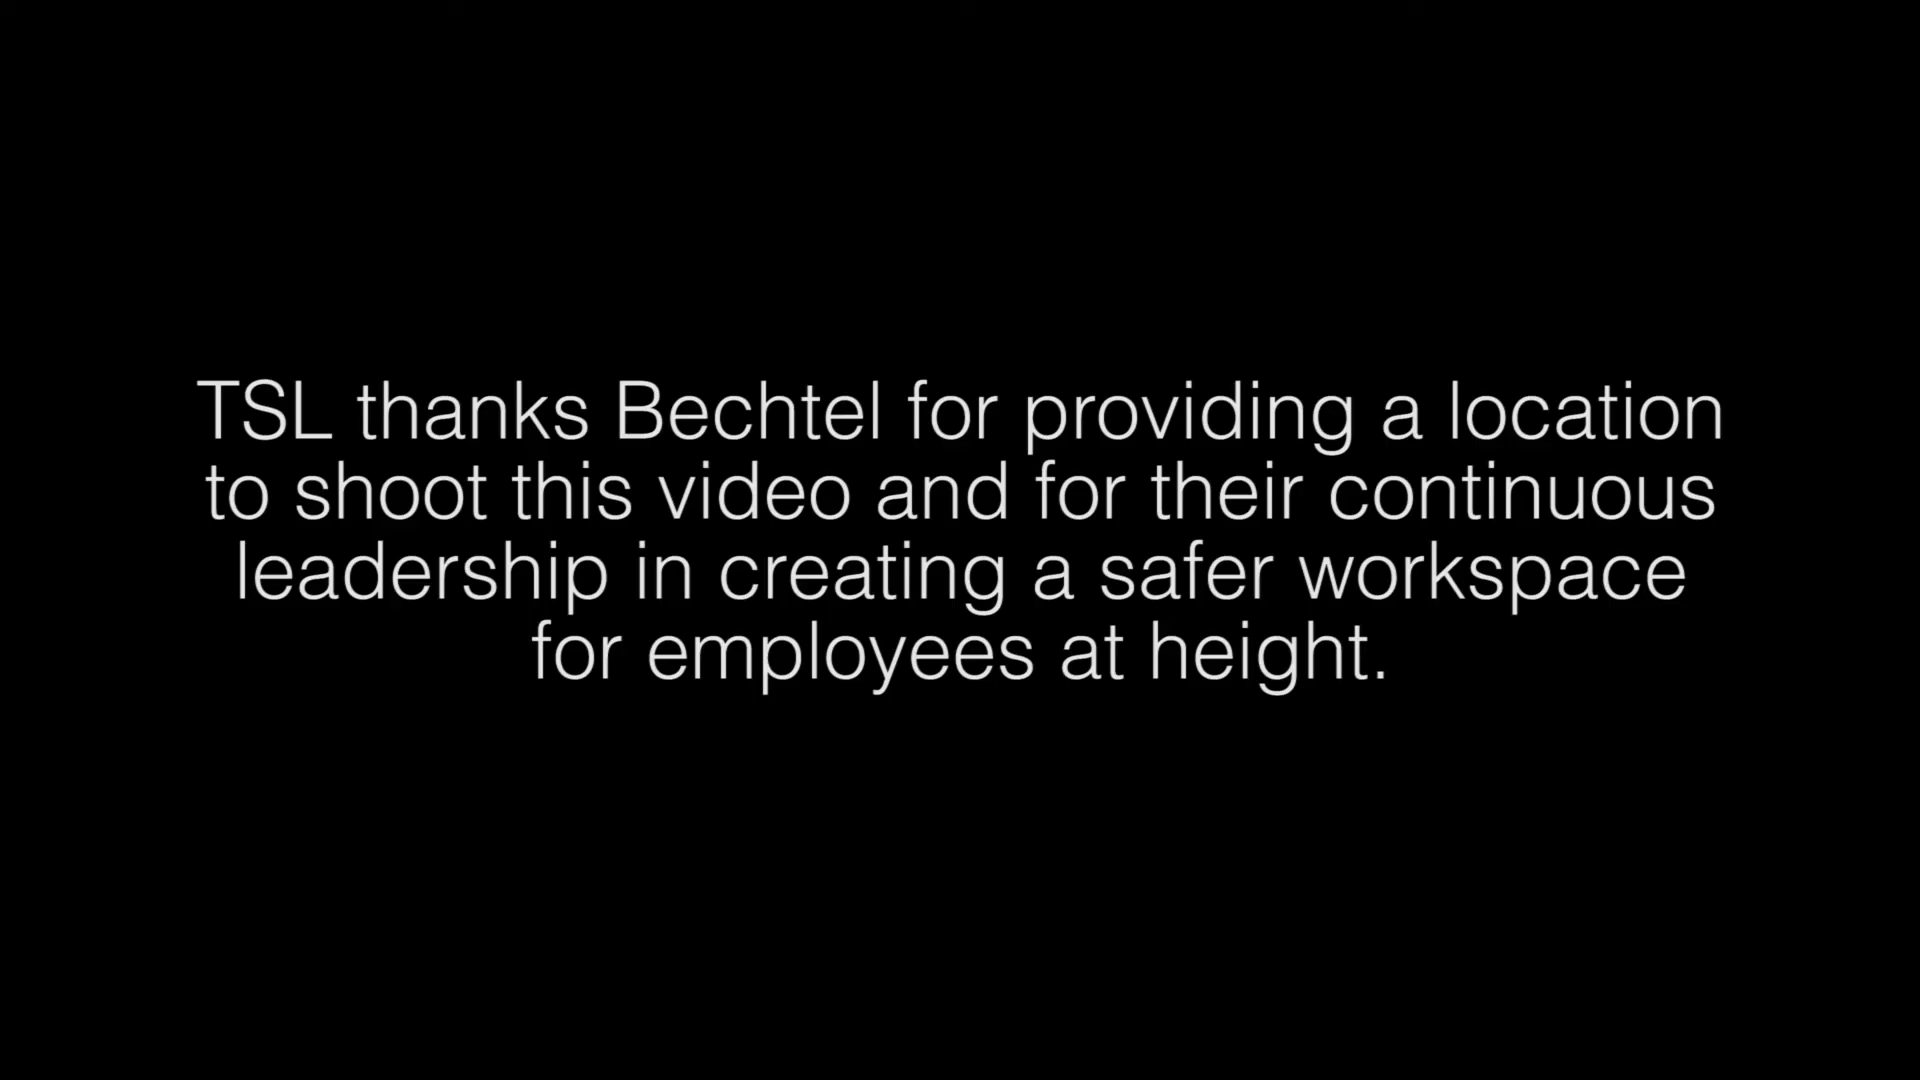 TSL thanks Bechtel for providing a location
to shoot this video and for their continuous
leadership in creating a safer workspace
for employees at height.